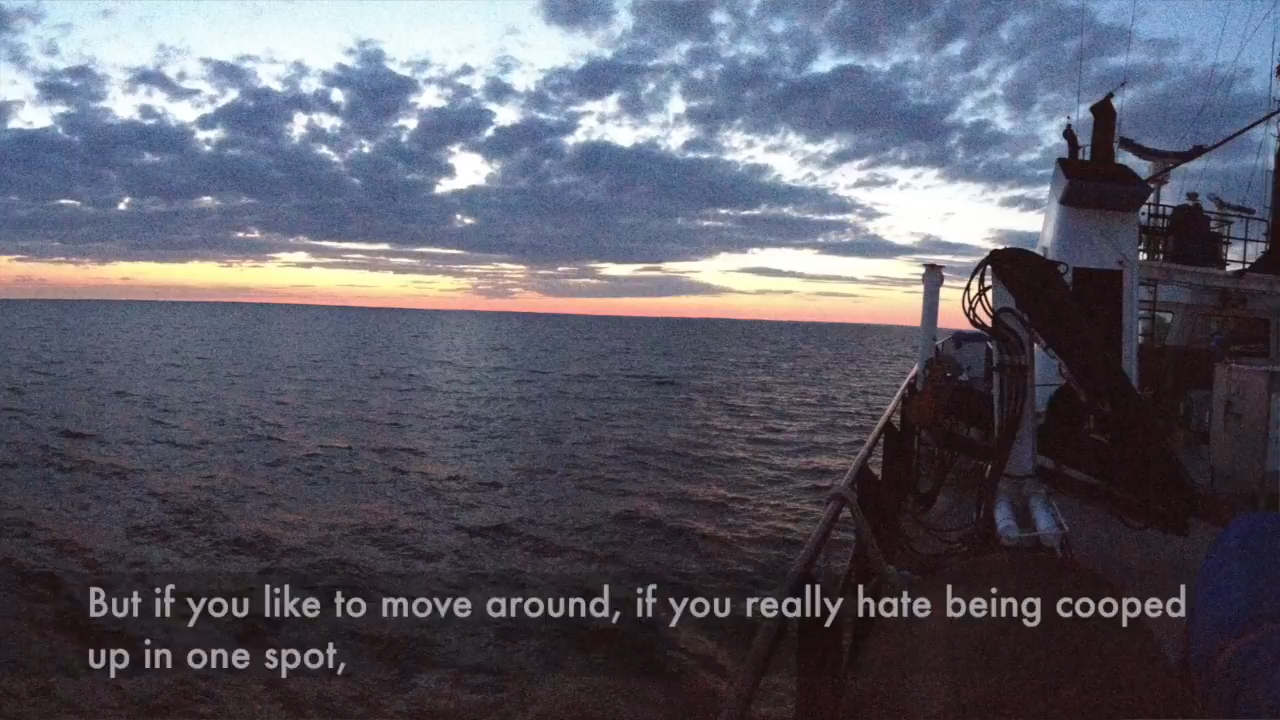 But if you like to move around, if you really hate being cooped
up in one spot,